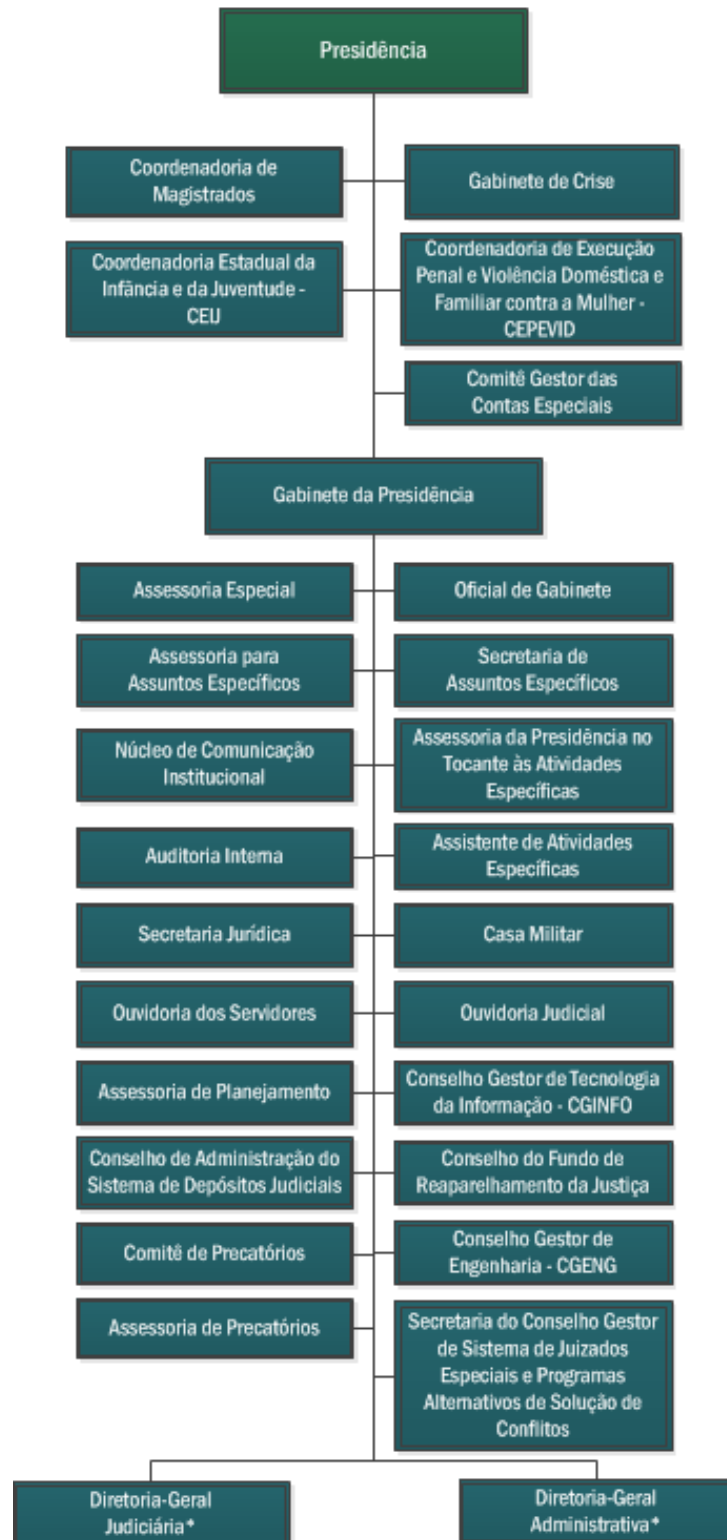 Presidência
Coordenadoria de
Magistrados
Gabinete de Crise
Coordenadoria Estadual da
Infância e da Juventude -
CEIJ
Coordenadoria de Execução
Penal e Violência Doméstica e
Familiar contra a Mulher -
CEPEVID
Comitê Gestor das
Contas Especiais
Gabinete da Presidência
Assessoria Especial
Oficial de Gabinete
Assessoria para
Assuntos Específicos
Secretaria de
Assuntos Específicos
Núcleo de Comunicação
Institucional
Assessoria da Presidência no
Tocante às Atividades
Específicas
Auditoria Interna
Assistente de Atividades
Específicas
Secretaria Jurídica
Casa Militar
Ouvidoria dos Servidores
Ouvidoria Judicial
Assessoria de Planejamento
Conselho Gestor de Tecnologia
da Informação - CGINFO
Conselho de Administração do
Sistema de Depósitos Judiciais
Conselho do Fundo de
Reaparelhamento da Justiça
Comitê de Precatórios
Conselho Gestor de
Engenharia - CGENG
Assessoria de Precatórios
Secretaria do Conselho Gestor
de Sistema de Juizados
Especiais e Programas
Alternativos de Solução de
Conflitos
Diretoria-Geral
Judiciária*
Diretoria-Geral
Administrativa*